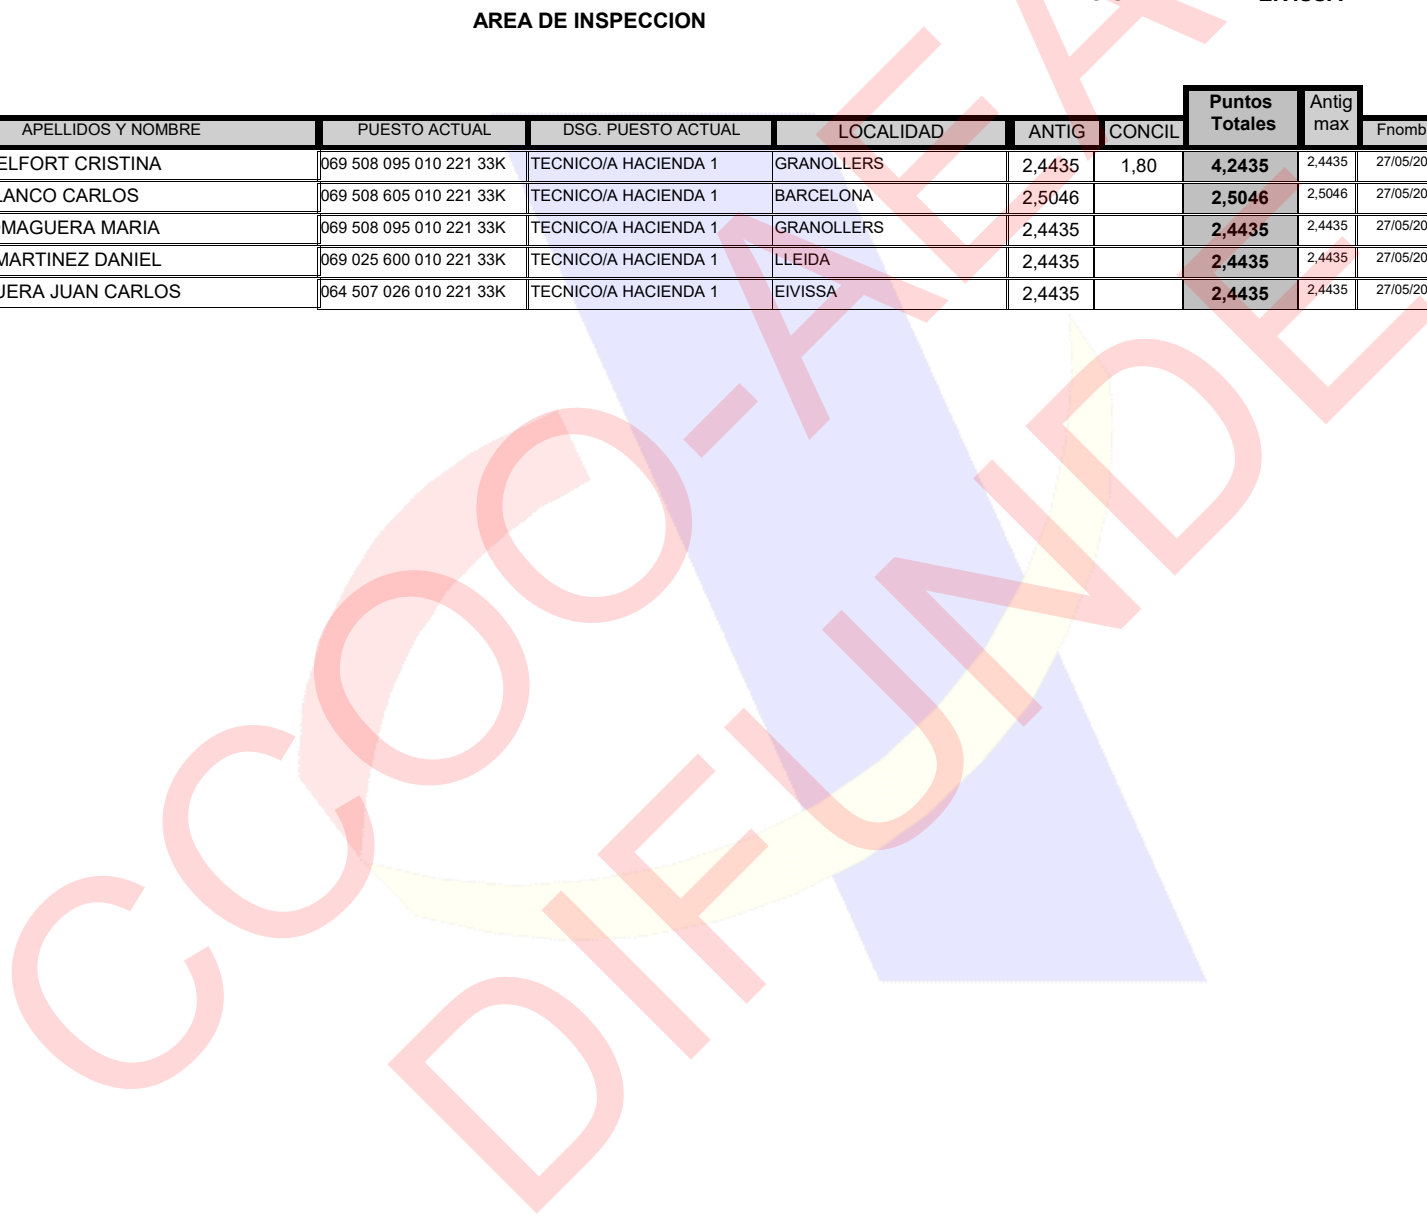 AREA DE INSPECCION
Puntos Totales Antig max
APELLIDOS Y NOMBRE PUESTO ACTUAL DSG. PUESTO ACTUAL LOCALIDAD ANTIG CONCIL Fnomb
ELFORT CRISTINA 069 508 095 010 221 33K TECNICO/A HACIENDA 1 GRANOLLERS 2,4435 1,80 4,2435 2,4435 27/05/20
LANCO CARLOS 069 508 605 010 221 33K TECNICO/A HACIENDA 1 BARCELONA 2,5046 2,5046 2,5046 27/05/20
MAGUERA MARIA 069 508 095 010 221 33K TECNICO/A HACIENDA 1 GRANOLLERS 2,4435 2,4435 2,4435 27/05/20
MARTINEZ DANIEL 069 025 600 010 221 33K TECNICO/A HACIENDA 1 LLEIDA 2,4435 2,4435 2,4435 27/05/20
UERA JUAN CARLOS 064 507 026 010 221 33K TECNICO/A HACIENDA 1 EIVISSA 2,4435 2,4435 2,4435 27/05/20
CCOO-AEA
DIFUNDE